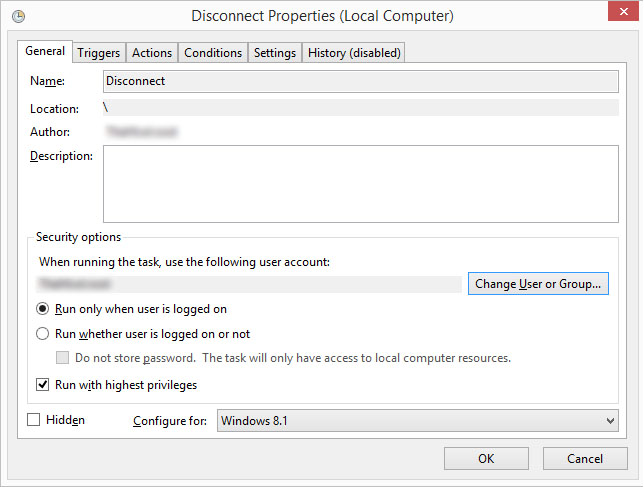 Disconnect Properties (Local Computer)
General Triggers Actions Conditions Settings History (disabled)
Name: Disconnect
Location: \
Author:
Description:
Security options
When running the task, use the following user account:
Change User or Group...
Run only when user is logged on
Run whether user is logged on or not
Do not store password. The task will only have access to local computer resources.
Run with highest privileges
Hidden Configure for: Windows 8.1
OK Cancel